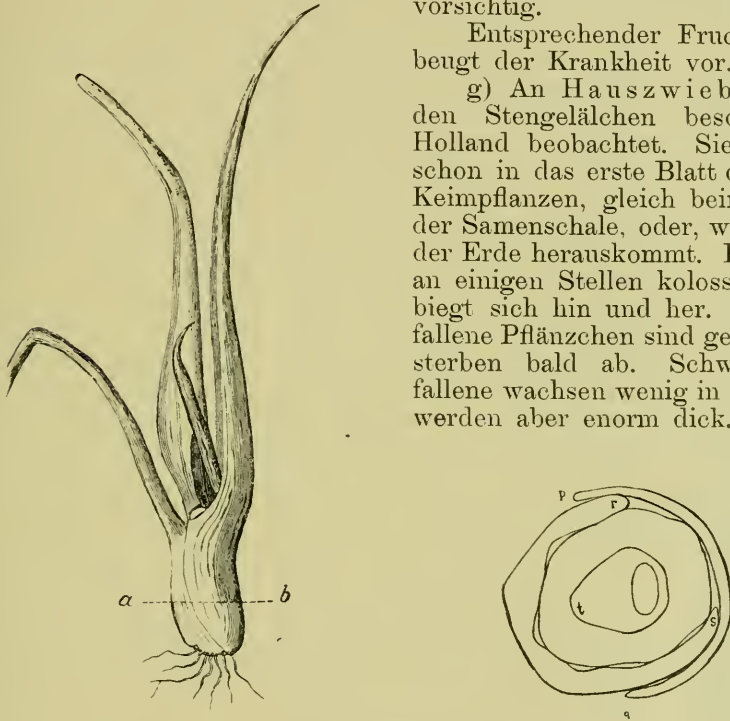 vorsichtig.
Entsprechender Fruc
beugt der Krankheit vor.
g) An Hauszwieb
den Stengelälchen besc
Holland beobachtet. Sie
schon in das erste Blatt
Keimpflanzen, gleich bei
der Samenschale, oder, w
der Erde herauskommt.
an einigen Stellen koloss
biegt sich hin und her.
fallene Pflänzchen sind ge
sterben bald ab. Schw
fallene wachsen wenig in
werden aber enorm dick.
a b
p r
t s
q